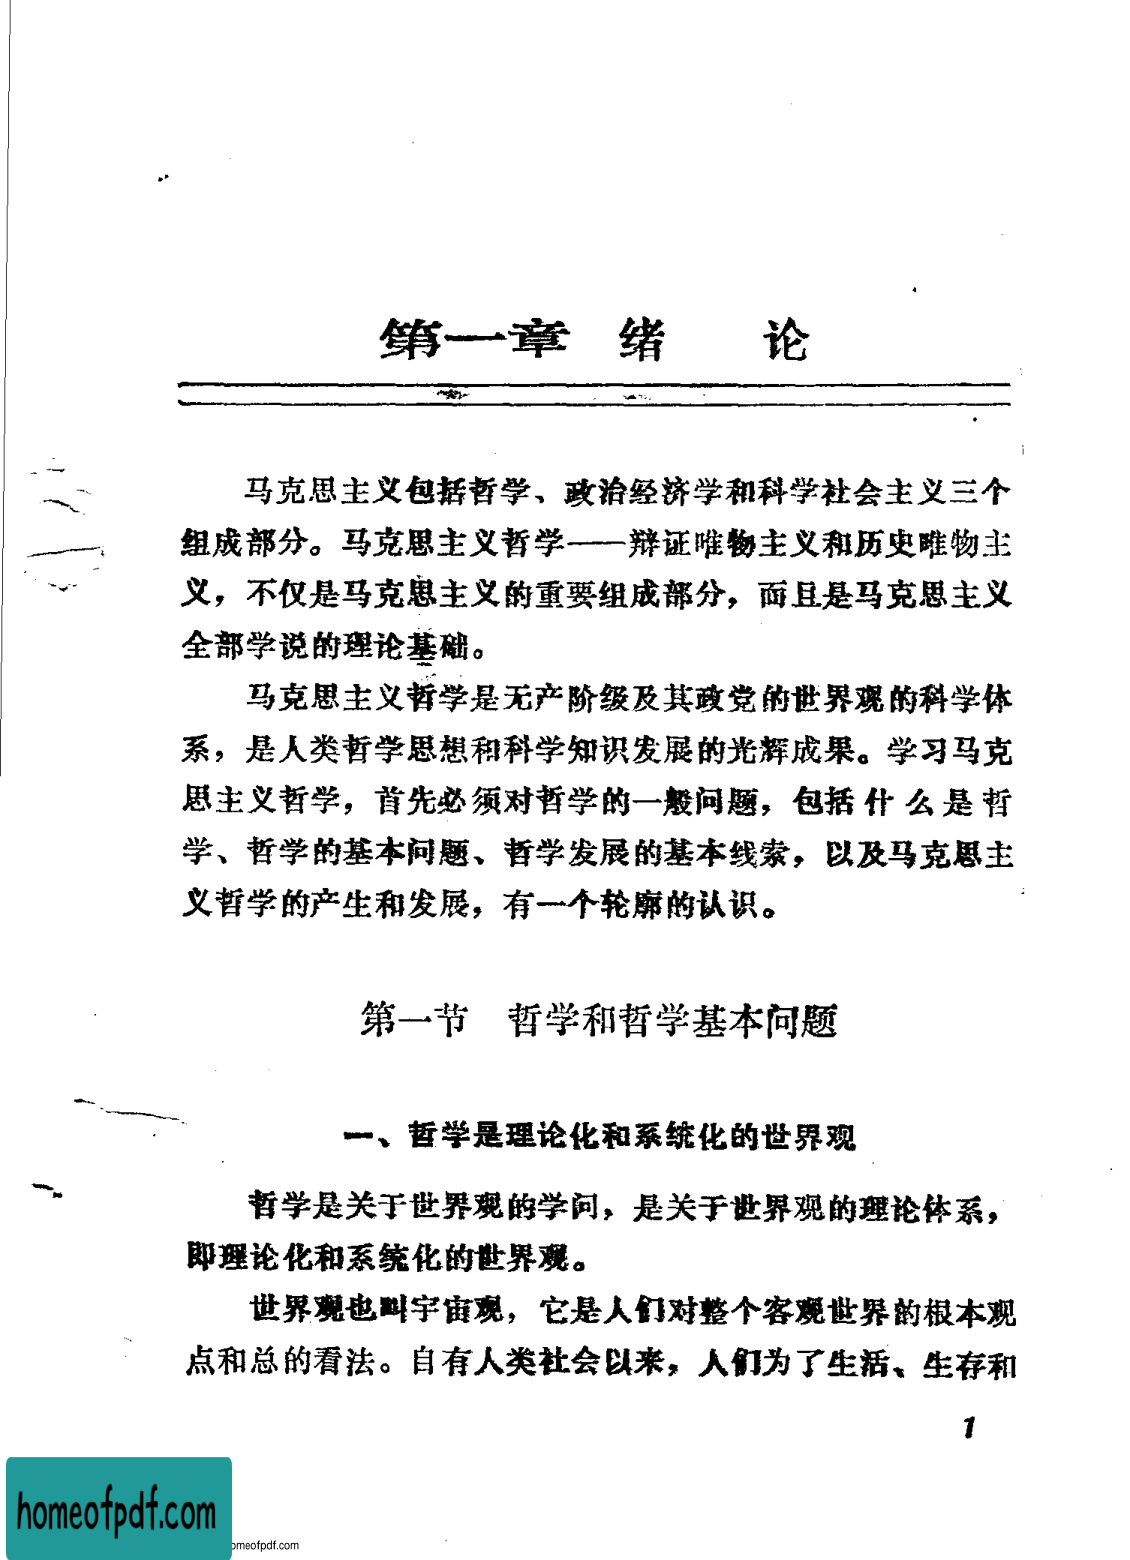 第一章 绪 论
马克思主义包括哲学、政治经济学和科学社会主义三个
组成部分。马克思主义哲学——辩证唯物主义和历史唯物主
义，不仅是马克思主义的重要组成部分，而且是马克思主义
全部学说的理论基础。
马克思主义哲学是无产阶级及其政党的世界观的科学体
系，是人类哲学思想和科学知识发展的光辉成果。学习马克
思主义哲学，首先必须对哲学的一般问题，包括什么是哲
学、哲学的基本问题、哲学发展的基本线索，以及马克思主
义哲学的产生和发展，有一个轮廓的认识。
第一节 哲学和哲学基本问题
一、哲学是理论化和系统化的世界观
哲学是关于世界观的学问，是关于世界观的理论体系，
即理论化和系统化的世界观。
世界观也叫宇宙观，它是人们对整个客观世界的根本观
点和总的看法。自有人类社会以来，人们为了生活、生存和
1
homeofpdf.com
omeofpdf.com